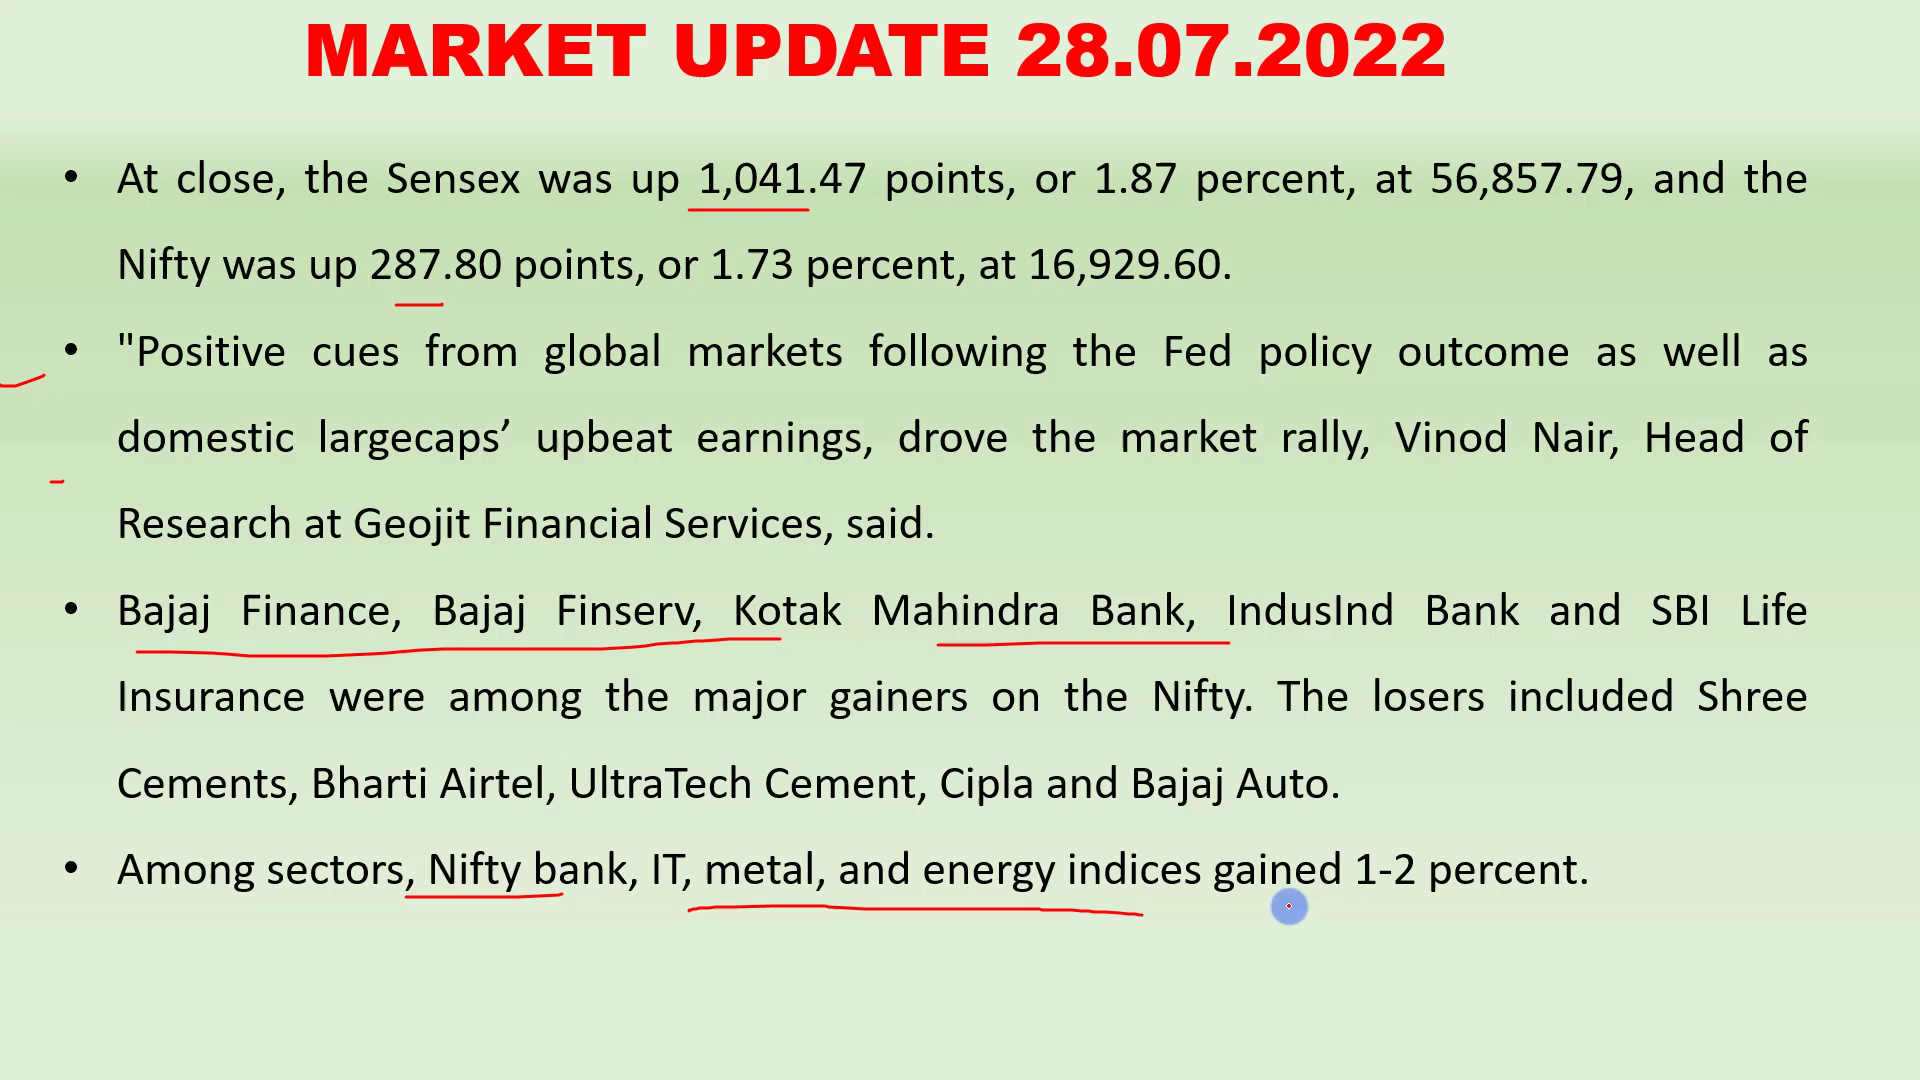 MARKET UPDATE 28.07.2022
• At close, the Sensex was up 1,041.47 points, or 1.87 percent, at 56,857.79, and the
Nifty was up 287.80 points, or 1.73 percent, at 16,929.60.
• "Positive cues from global markets following the Fed policy outcome as well as
domestic largecaps’ upbeat earnings, drove the market rally, Vinod Nair, Head of
Research at Geojit Financial Services, said.
• Bajaj Finance, Bajaj Finserv, Kotak Mahindra Bank, IndusInd Bank and SBI Life
Insurance were among the major gainers on the Nifty. The losers included Shree
Cements, Bharti Airtel, UltraTech Cement, Cipla and Bajaj Auto.
• Among sectors, Nifty bank, IT, metal, and energy indices gained 1-2 percent.